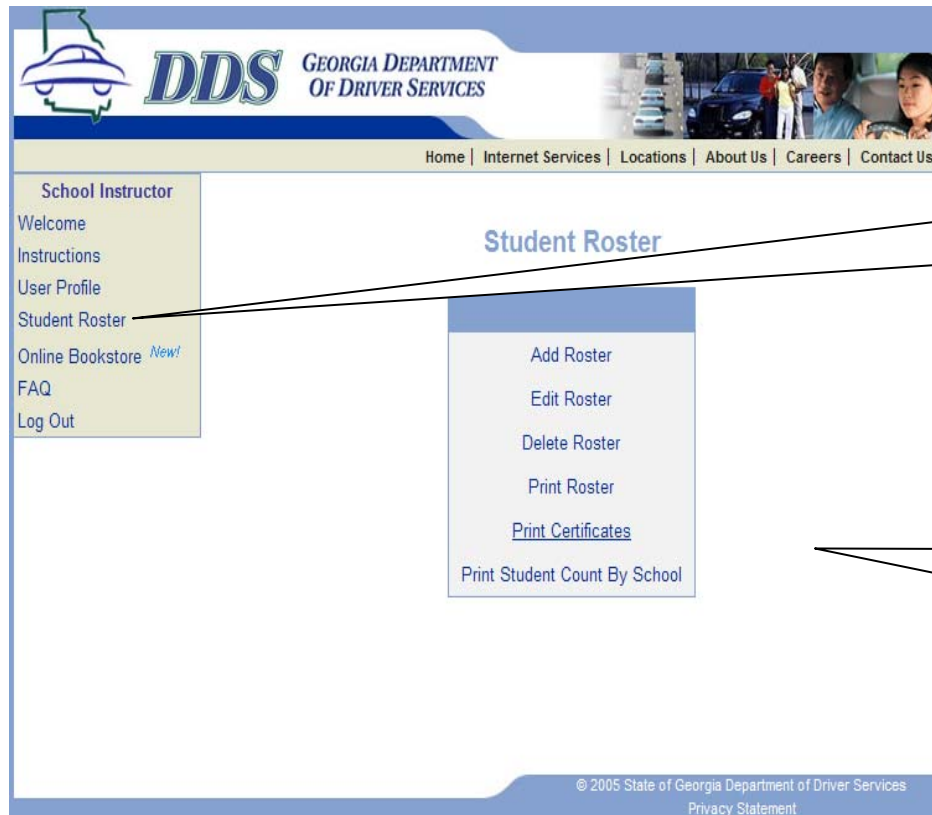 DDS GEORGIA DEPARTMENT
OF DRIVER SERVICES
Home | Internet Services | Locations | About Us | Careers | Contact Us
School Instructor
Welcome
Instructions
User Profile
Student Roster
Online Bookstore New!
FAQ
Log Out
Student Roster
Add Roster
Edit Roster
Delete Roster
Print Roster
Print Certificates
Print Student Count By School
© 2005 State of Georgia Department of Driver Services
Privacy Statement